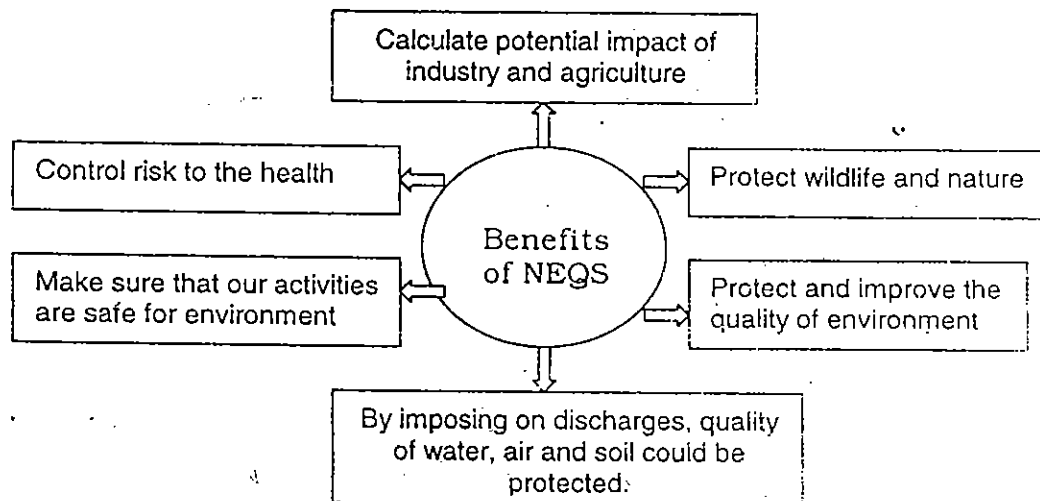 Calculate potential impact of
industry and agriculture
Control risk to the health
Protect wildlife and nature
Benefits
of NEQS
Make sure that our activities
are safe for environment
Protect and improve the
quality of environment
By imposing on discharges, quality
of water, air and soil could be
protected.